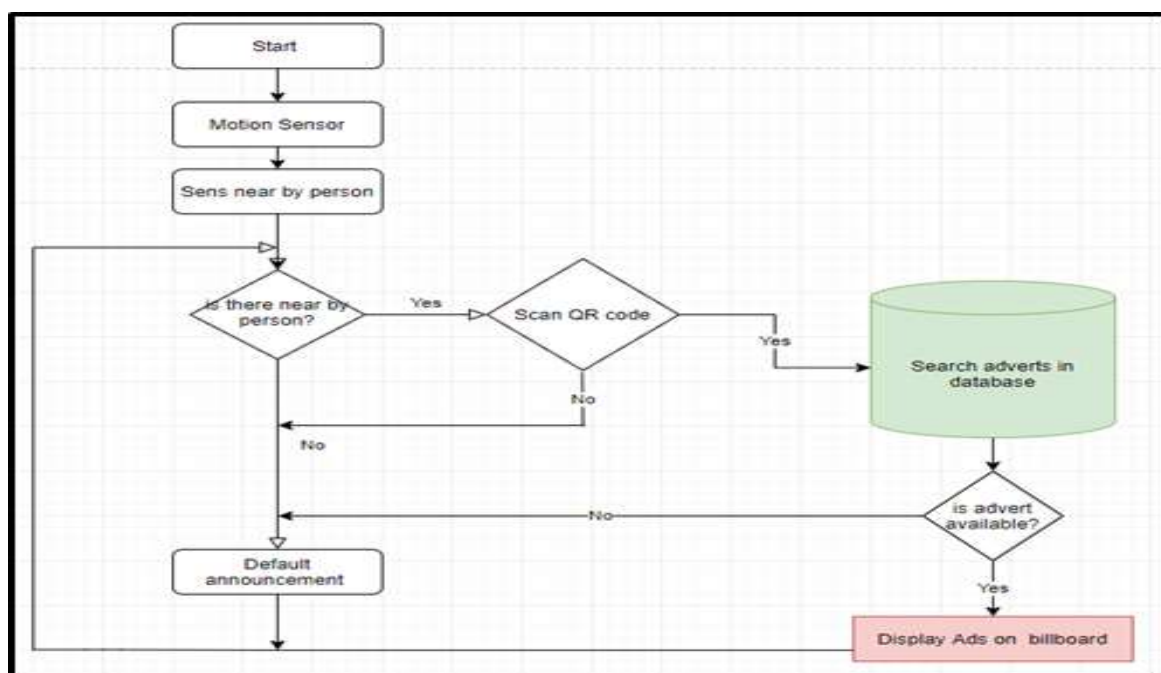 Start
Motion Sensor
Sens near by person
is there near by
person?
Yes
Scan QR code
Yes
Search adverts in
database
No
No
is advert
available?
No
Default
announcement
Yes
Display Ads on billboard